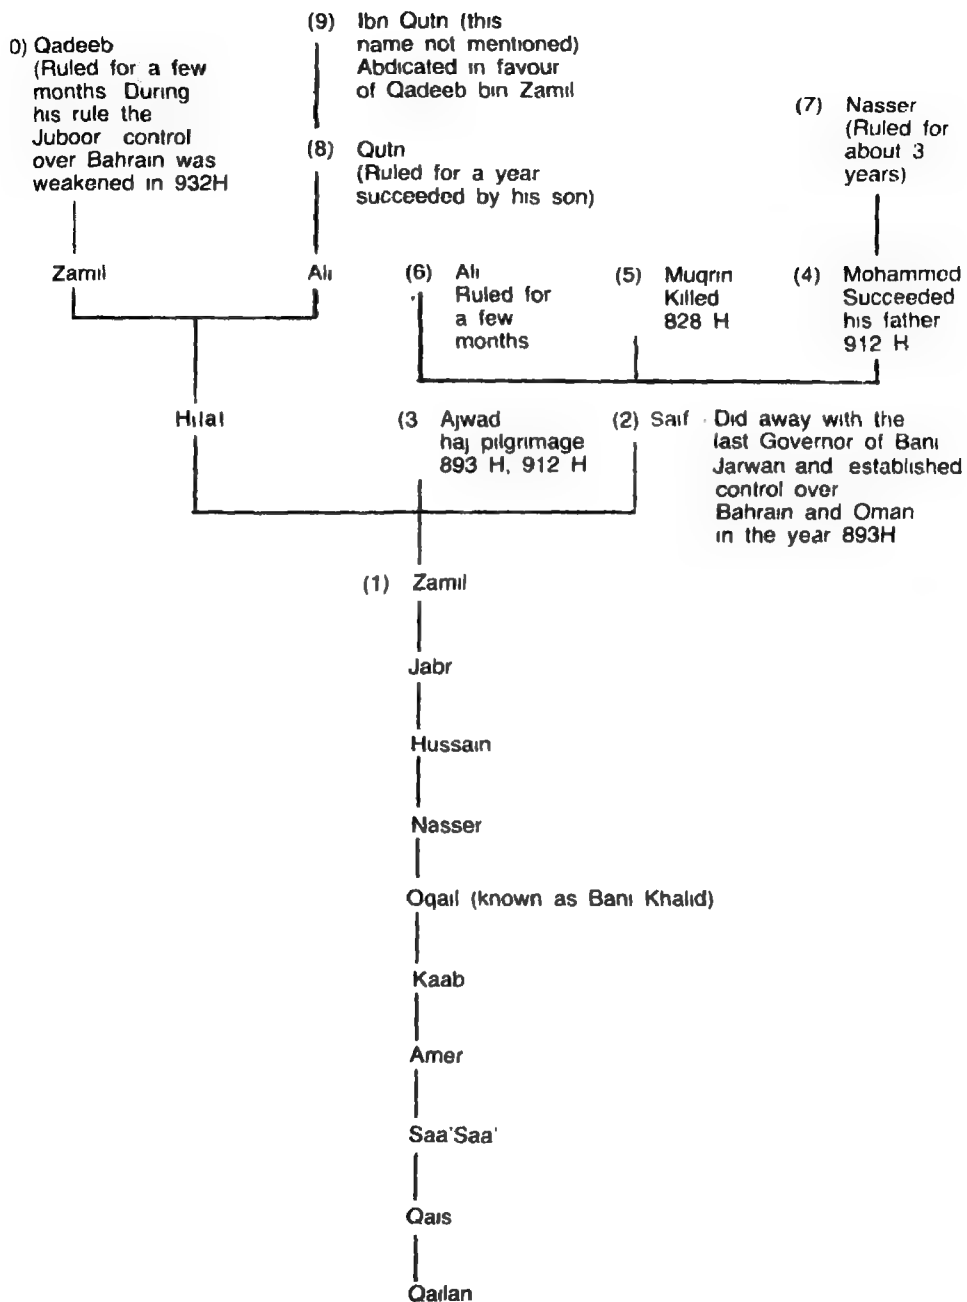 (9) Ibn Qutn (this
name not mentioned)
Abdicated in favour
of Qadeeb bin Zamil
0) Qadeeb
(Ruled for a few
months During
his rule the
Juboor control
over Bahrain was
weakened in 932H
(8) Qutn
(Ruled for a year
succeeded by his son)
(7) Nasser
(Ruled for
about 3
years)
Zamil
Ali
(6) Ali
Ruled for
a few
months
(5) Muqrin
Killed
828 H
(4) Mohammed
Succeeded
his father
912 H
Hilal
(3 Ajwad
haj pilgrimage
893 H, 912 H
(2) Saif Did away with the
last Governor of Bani
Jarwan and established
control over
Bahrain and Oman
in the year 893H
(1) Zamil
Jabr
Hussain
Nasser
Oqail (known as Bani Khalid)
Kaab
Amer
Saa'Saa'
Qais
Qailan